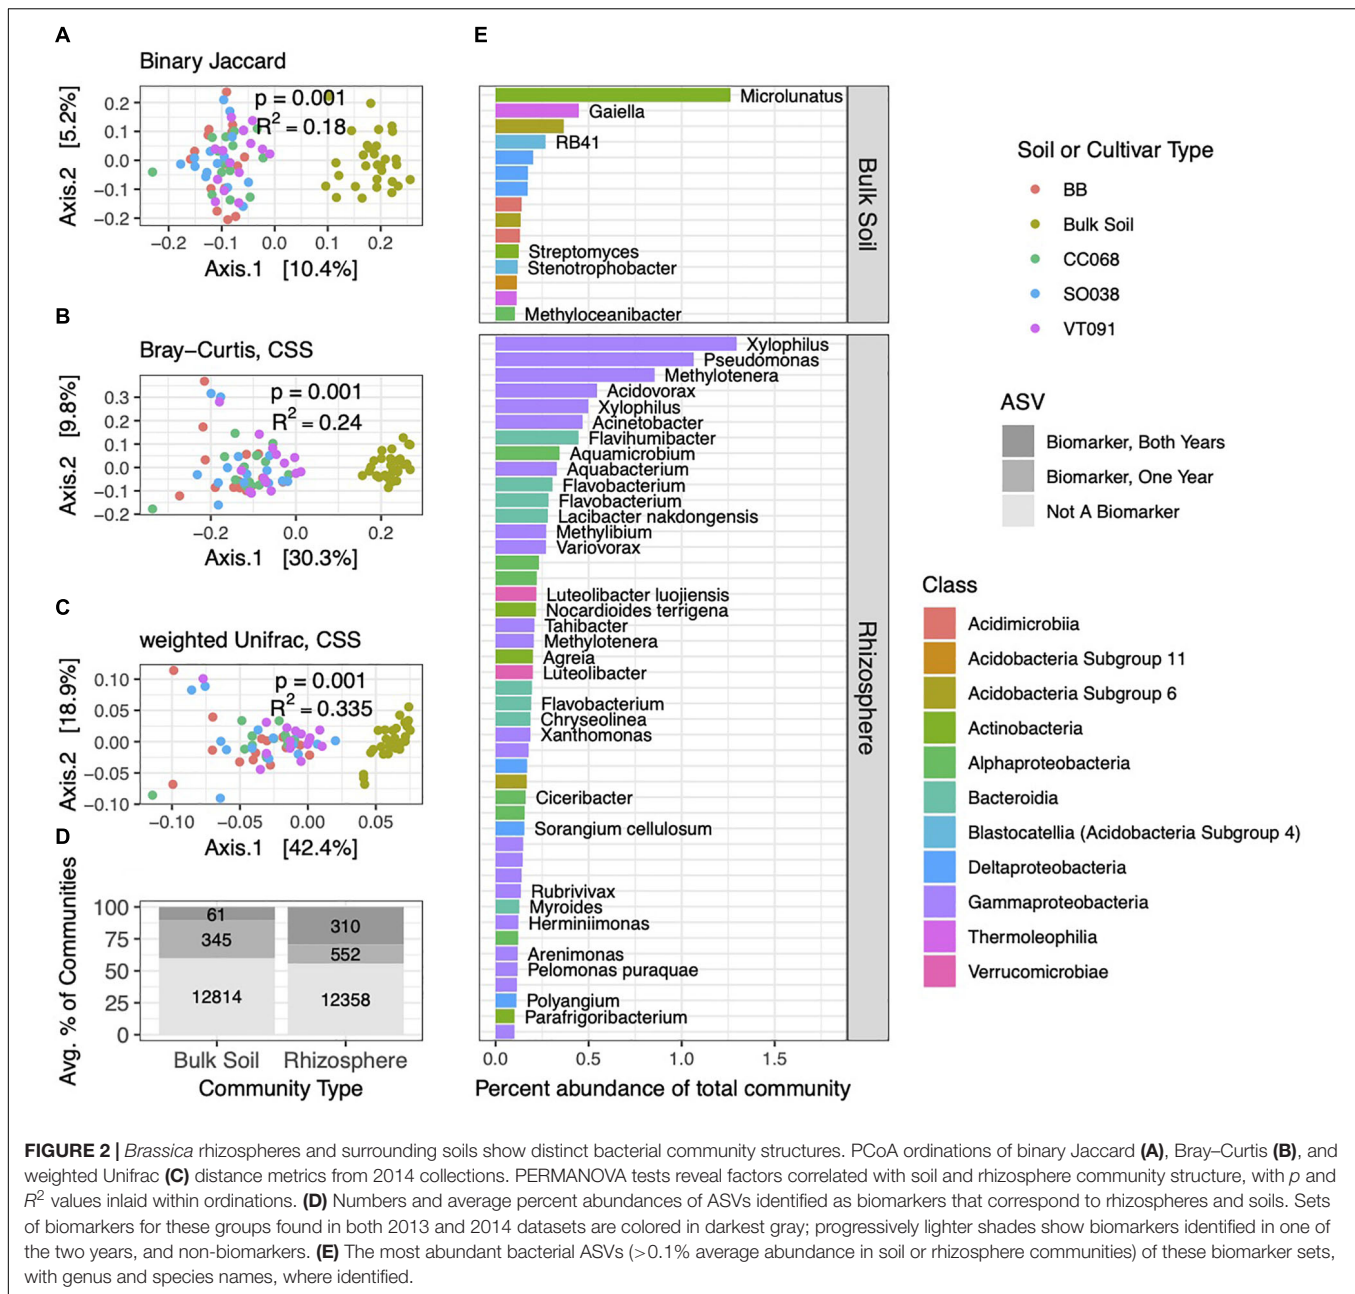 A
Binary Jaccard
p = 0.001
R² = 0.18
Axis.2 [5.2%]
0.2
0.1
0.0
−0.1
−0.2
−0.2 −0.1 0.0 0.1 0.2
Axis.1 [10.4%]
B
Bray−Curtis, CSS
p = 0.001
R² = 0.24
Axis.2 [9.8%]
0.3
0.2
0.1
0.0
−0.1
−0.2
−0.2 0.0 0.2
Axis.1 [30.3%]
C
weighted Unifrac, CSS
p = 0.001
R² = 0.335
Axis.2 [18.9%]
0.10
0.05
0.00
−0.05
−0.10
−0.10 −0.05 0.00 0.05
Axis.1 [42.4%]
D
Avg. % of Communities
100
75
50
25
0
61
345
12814
310
552
12358
Bulk Soil Rhizosphere
Community Type
E
Microlunatus
Gaiella
RB41
Streptomyces
Stenotrophobacter
Methyloceanibacter
Bulk Soil
Xylophilus
Pseudomonas
Methylotenera
Acidovorax
Xylophilus
Acinetobacter
Flavihumibacter
Aquamicrobium
Aquabacterium
Flavobacterium
Flavobacterium
Lacibacter nakdongensis
Methylibium
Variovorax
Luteolibacter luojiensis
Nocardioides terrigena
Tahibacter
Methylotenera
Agreia
Luteolibacter
Flavobacterium
Chryseolinea
Xanthomonas
Ciceribacter
Sorangium cellulosum
Rubrivivax
Myroides
Herminiimonas
Arenimonas
Pelomonas puraquae
Polyangium
Parafrigoribacterium
Rhizosphere
0.0 0.5 1.0 1.5
Percent abundance of total community
Soil or Cultivar Type
BB
Bulk Soil
CC068
SO038
VT091
ASV
Biomarker, Both Years
Biomarker, One Year
Not A Biomarker
Class
Acidimicrobiia
Acidobacteria Subgroup 11
Acidobacteria Subgroup 6
Actinobacteria
Alphaproteobacteria
Bacteroidia
Blastocatellia (Acidobacteria Subgroup 4)
Deltaproteobacteria
Gammaproteobacteria
Thermoleophilia
Verrucomicrobiae
FIGURE 2 | Brassica rhizospheres and surrounding soils show distinct bacterial community structures. PCoA ordinations of binary Jaccard (A), Bray–Curtis (B), and
weighted Unifrac (C) distance metrics from 2014 collections. PERMANOVA tests reveal factors correlated with soil and rhizosphere community structure, with p and
R² values inlaid within ordinations. (D) Numbers and average percent abundances of ASVs identified as biomarkers that correspond to rhizospheres and soils. Sets
of biomarkers for these groups found in both 2013 and 2014 datasets are colored in darkest gray; progressively lighter shades show biomarkers identified in one of
the two years, and non-biomarkers. (E) The most abundant bacterial ASVs (>0.1% average abundance in soil or rhizosphere communities) of these biomarker sets,
with genus and species names, where identified.